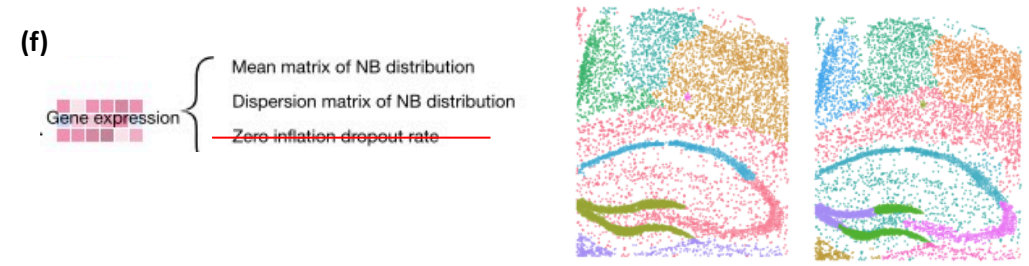 (f)
Mean matrix of NB distribution
Gene expression
Dispersion matrix of NB distribution
Zero inflation dropout rate